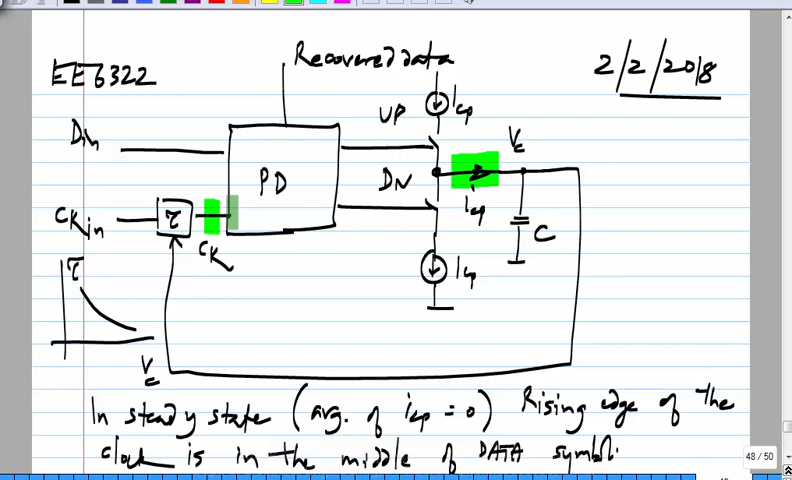 Recovered data
EE6322
2/2/2018
Din
UP
Icp
PD
Vc
DN
icp
CKin
τ
C
CK
Icp
τ
Vc
In steady state (avg. of icp = 0) Rising edge of the
clock is in the middle of DATA symbol.
48 / 50